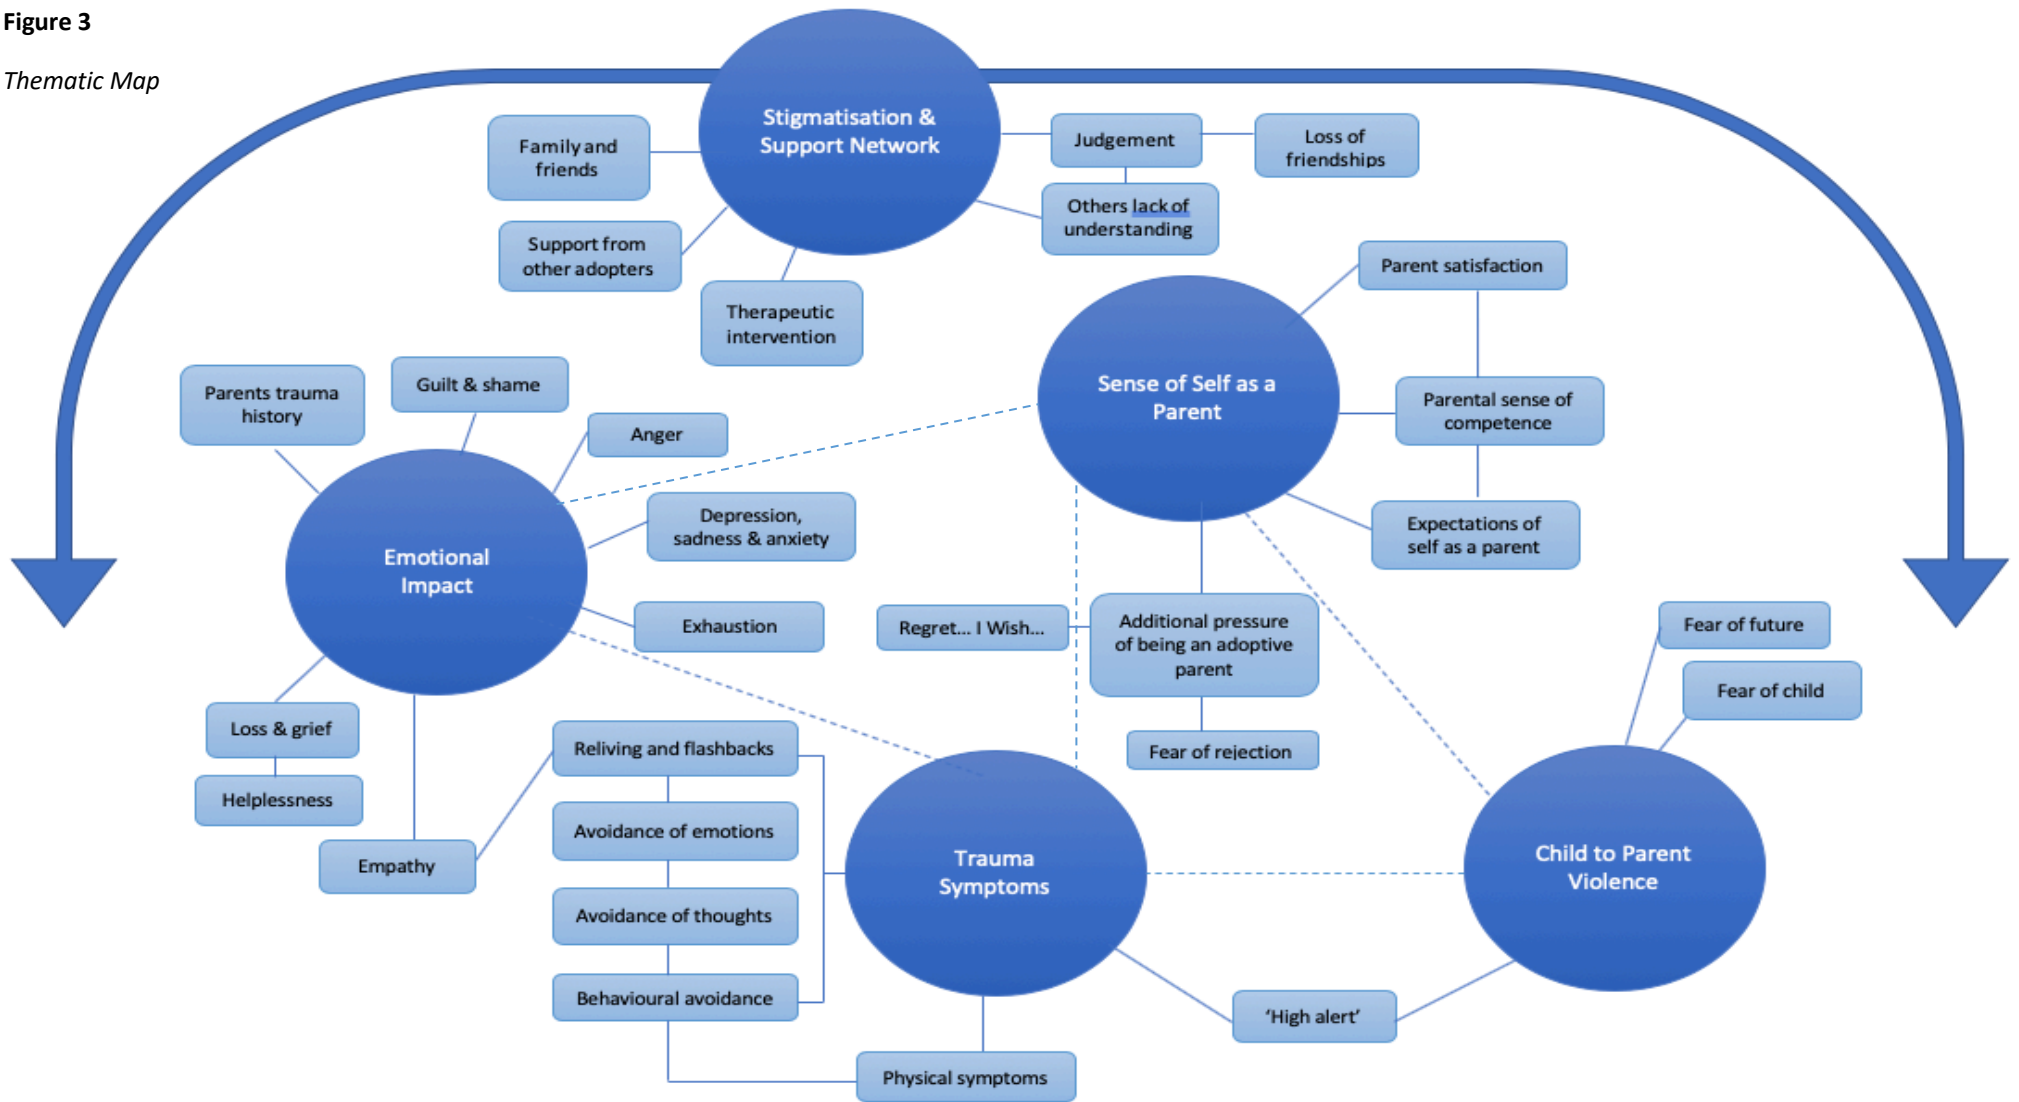 Figure 3
Thematic Map
Stigmatisation &
Support Network
Family and
friends
Support from
other adopters
Therapeutic
intervention
Judgement
Loss of
friendships
Others lack of
understanding
Sense of Self as a
Parent
Parent satisfaction
Parental sense of
competence
Expectations of
self as a parent
Additional pressure
of being an adoptive
parent
Regret... I Wish...
Fear of rejection
Emotional
Impact
Parents trauma
history
Guilt & shame
Anger
Depression,
sadness & anxiety
Exhaustion
Loss & grief
Helplessness
Empathy
Trauma
Symptoms
Reliving and flashbacks
Avoidance of emotions
Avoidance of thoughts
Behavioural avoidance
Physical symptoms
‘High alert’
Child to Parent
Violence
Fear of future
Fear of child